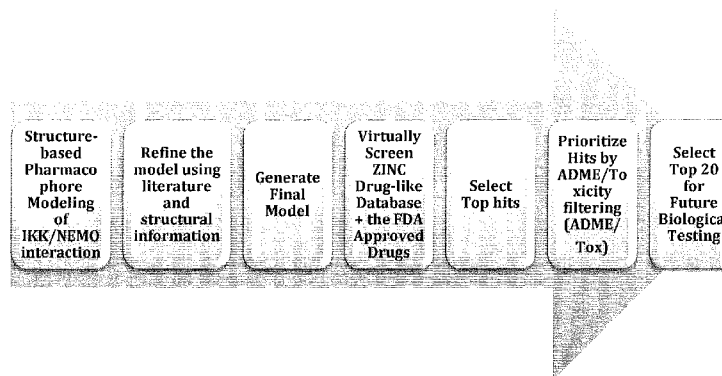 Structure-
based
Pharmaco
phore
Modeling
of
IKK/NEMO
interaction
Refine the
model using
literature
and
structural
information
Generate
Final
Model
Virtually
Screen
ZINC
Drug-like
Database
+ the FDA
Approved
Drugs
Select
Top hits
Prioritize
Hits by
ADME/To
xicity
filtering
(ADME/
Tox)
Select
Top 20
for
Future
Biologica
Testing